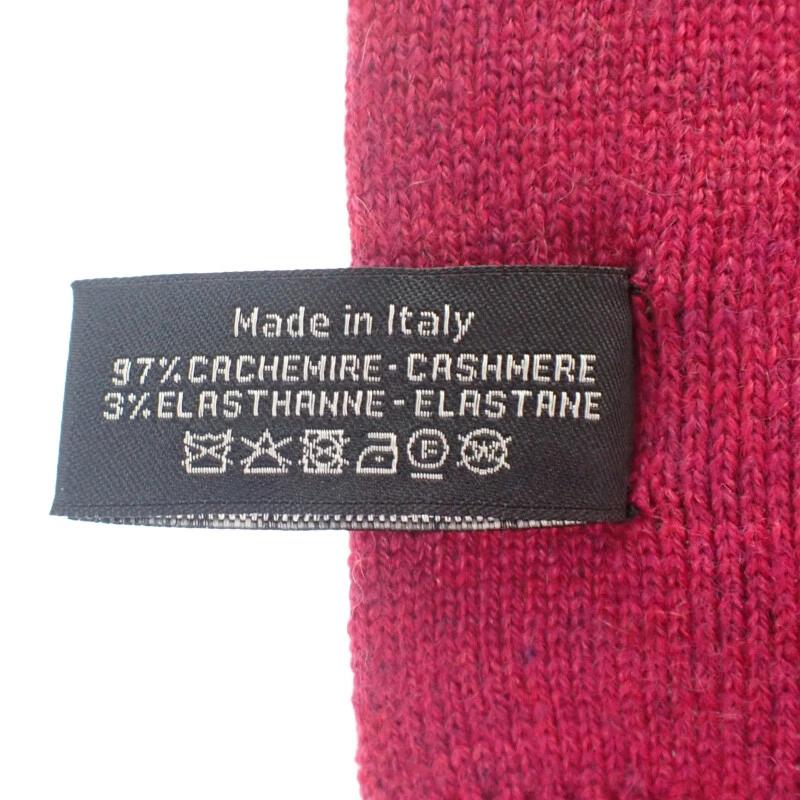 Made in Italy
97% CACHEMIRE - CASHMERE
3% ELASTHANNE - ELASTANE
F W